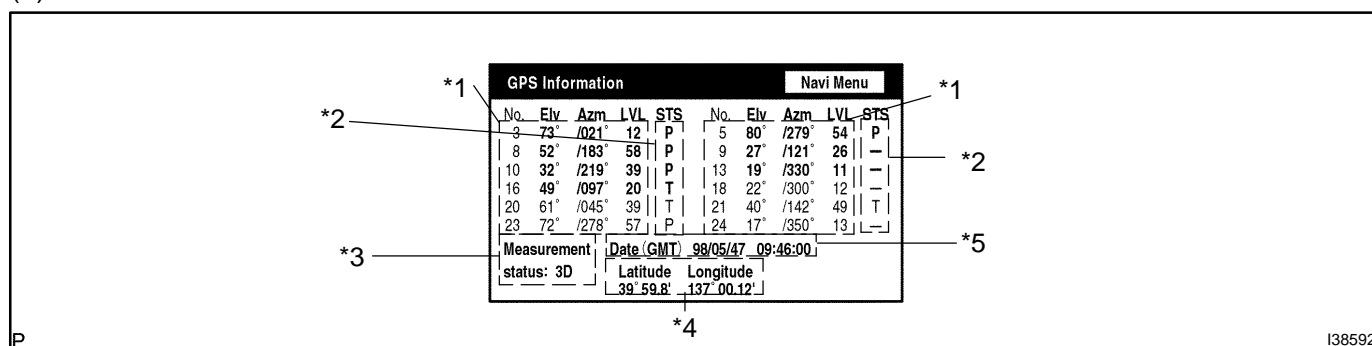 GPS Information Navi Menu
*1 *1
*2 *2
No. Elv Azm LVL STS No. Elv Azm LVL STS
3 73° /021° 12 P 5 80° /279° 54 P
8 52° /183° 58 P 9 27° /121° 26 —
10 32° /219° 39 P 13 19° /330° 11 —
16 49° /097° 20 T 18 22° /300° 12 —
20 61° /045° 39 T 21 40° /142° 49 T
23 72° /278° 57 P 24 17° /350° 13 —
*3 *5
Measurement Date (GMT) 98/05/47 09:46:00
status: 3D Latitude Longitude
39°59.8' 137°00.12'
*4
P I38592